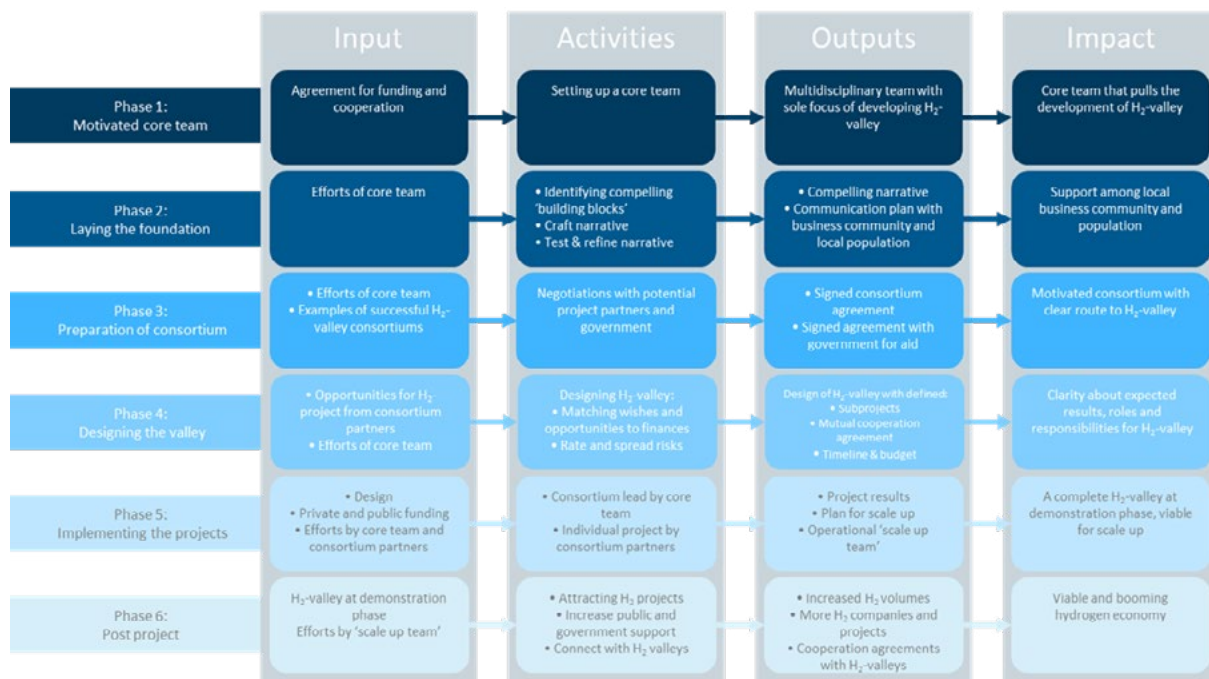 Input
Activities
Outputs
Impact
Phase 1:
Motivated core team
Agreement for funding and
cooperation
Setting up a core team
Multidisciplinary team with
sole focus of developing H₂-
valley
Core team that pulls the
development of H₂-valley
Phase 2:
Laying the foundation
Efforts of core team
• Identifying compelling
'building blocks'
• Craft narrative
• Test & refine narrative
• Compelling narrative
• Communication plan with
business community and
local population
Support among local
business community and
population
Phase 3:
Preparation of consortium
• Efforts of core team
• Examples of successful H₂-
valley consortiums
Negotiations with potential
project partners and
government
• Signed consortium
agreement
• Signed agreement with
government for aid
Motivated consortium with
clear route to H₂-valley
Phase 4:
Designing the valley
• Opportunities for H₂
project from consortium
partners
• Efforts of core team
Designing H₂ valley:
• Matching wishes and
opportunities to finances
• Rate and spread risks
Design of H₂-valley with defined:
• Subprojects
• Mutual cooperation
agreement
• Timeline & budget
Clarity about expected
results, roles and
responsibilities for H₂-valley
Phase 5:
Implementing the projects
• Design
• Private and public funding
• Efforts by core team and
consortium partners
• Consortium lead by core
team
• Individual project by
consortium partners
• Project results
• Plan for scale up
• Operational 'scale up
team'
A complete H₂-valley at
demonstration phase, viable
for scale up
Phase 6:
Post project
H₂-valley at demonstration
phase
Efforts by 'scale up team'
• Attracting H₂ projects
• Increase public and
government support
• Connect with H₂ valleys
• Increased H₂ volumes
• More H₂ companies and
projects
• Cooperation agreements
with H₂-valleys
Viable and booming
hydrogen economy